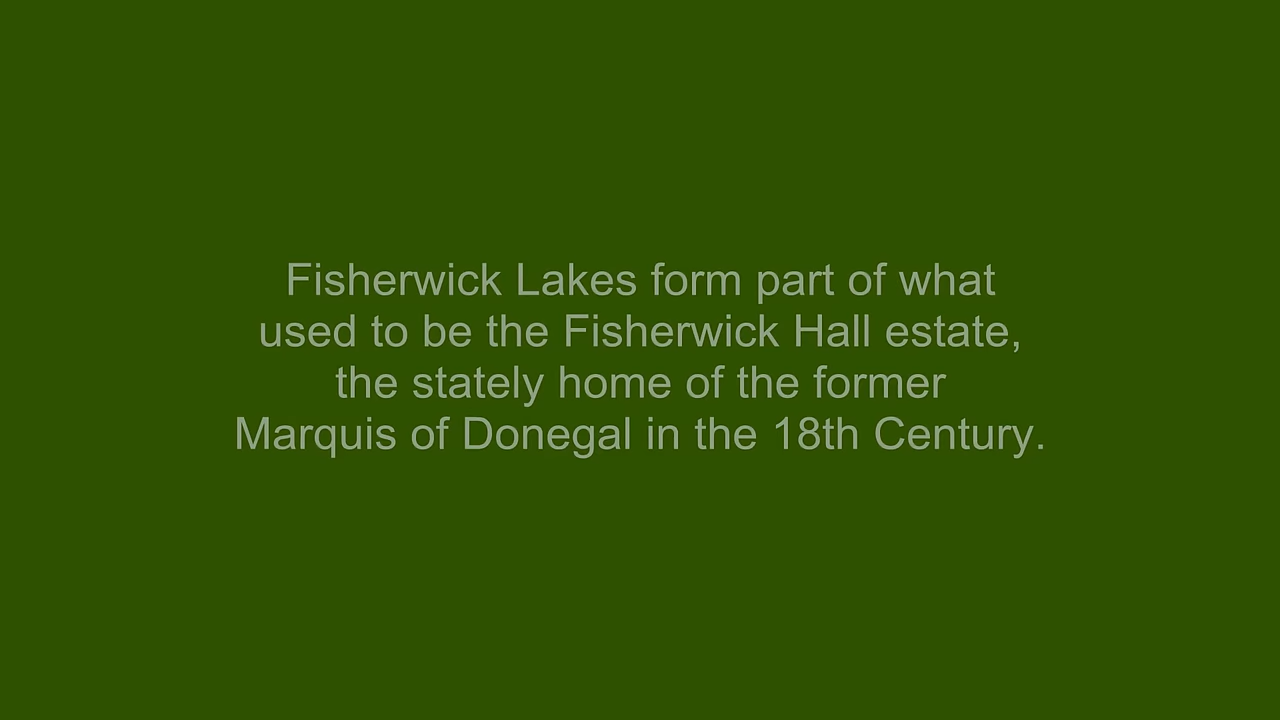 Fisherwick Lakes form part of what
used to be the Fisherwick Hall estate,
the stately home of the former
Marquis of Donegal in the 18th Century.